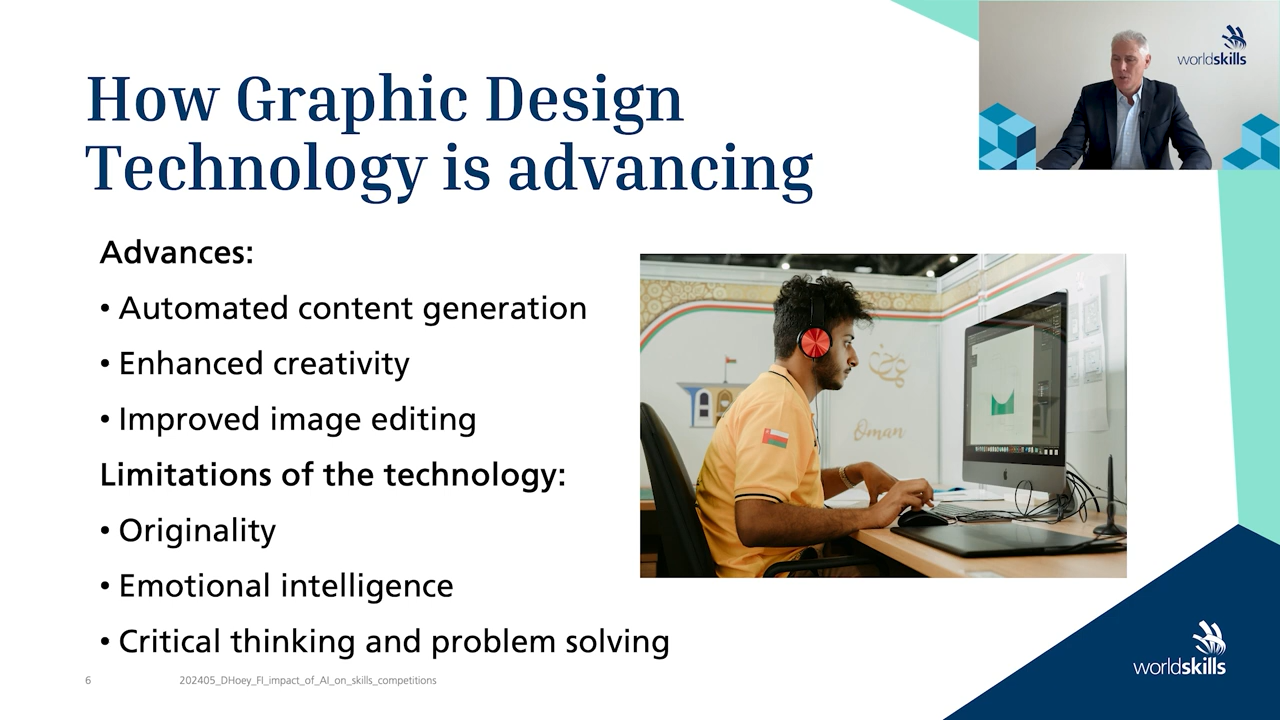 How Graphic Design
Technology is advancing
worldskills
Advances:
• Automated content generation
• Enhanced creativity
• Improved image editing
Limitations of the technology:
• Originality
• Emotional intelligence
• Critical thinking and problem solving
Oman
6
202405_DHoey_FI_impact_of_AI_on_skills_competitions
worldskills